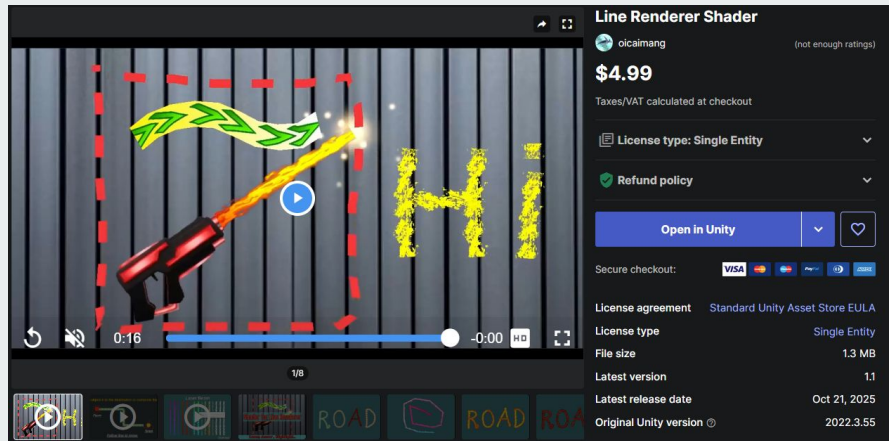 Line Renderer Shader
oicaimang
(not enough ratings)
$4.99
Taxes/VAT calculated at checkout
License type: Single Entity
Refund policy
Open in Unity
Secure checkout:
VISA
PayPal
License agreement
Standard Unity Asset Store EULA
License type
Single Entity
File size
1.3 MB
Latest version
1.1
Latest release date
Oct 21, 2025
Original Unity version
2022.3.55
Hi
0:16
-0:00
HD
1/8
Hi
ROAD
ROAD
ROA